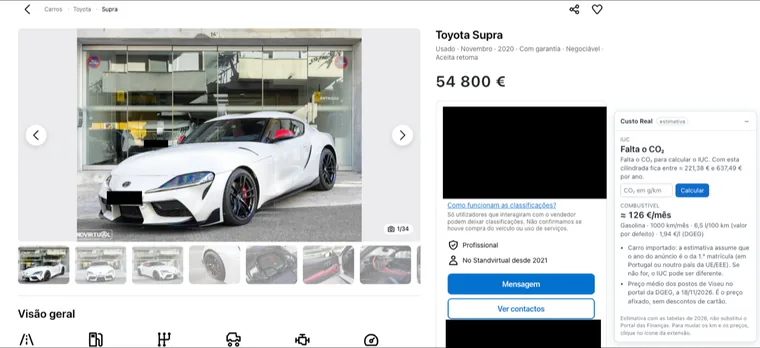 Carros · Toyota · Supra
Toyota Supra
Usado · Novembro · 2020 · Com garantia · Negociável ·
Aceita retoma
54 800 €
1/34
Como funcionam as classificações?
Só utilizadores que interagiram com o vendedor
podem deixar classificações. Não confirmamos se
houve compra do veículo ou uso de serviços.
Profissional
No Standvirtual desde 2021
Mensagem
Ver contactos
Visão geral
Custo Real estimativa −
IUC
Falta o CO₂
Falta o CO₂ para calcular o IUC. Com esta
cilindrada fica entre ≈ 221,38 € e 637,49 €
por ano.
CO₂ em g/km Calcular
COMBUSTÍVEL
≈ 126 €/mês
Gasolina · 1000 km/mês · 6,5 l/100 km (valor
por defeito) · 1,94 €/l (DGEG)
• Carro importado: a estimativa assume que
o ano do anúncio é o da 1.ª matrícula (em
Portugal ou noutro país da UE/EEE). Se
não for, o IUC pode ser diferente.
• Preço médio dos postos de Viseu no
portal da DGEG, a 18/11/2026. É o preço
afixado, sem descontos de cartão.
Estimativa com as tabelas de 2026, não substitui o
Portal das Finanças. Para mudar os km e os preços,
clique no ícone da extensão.